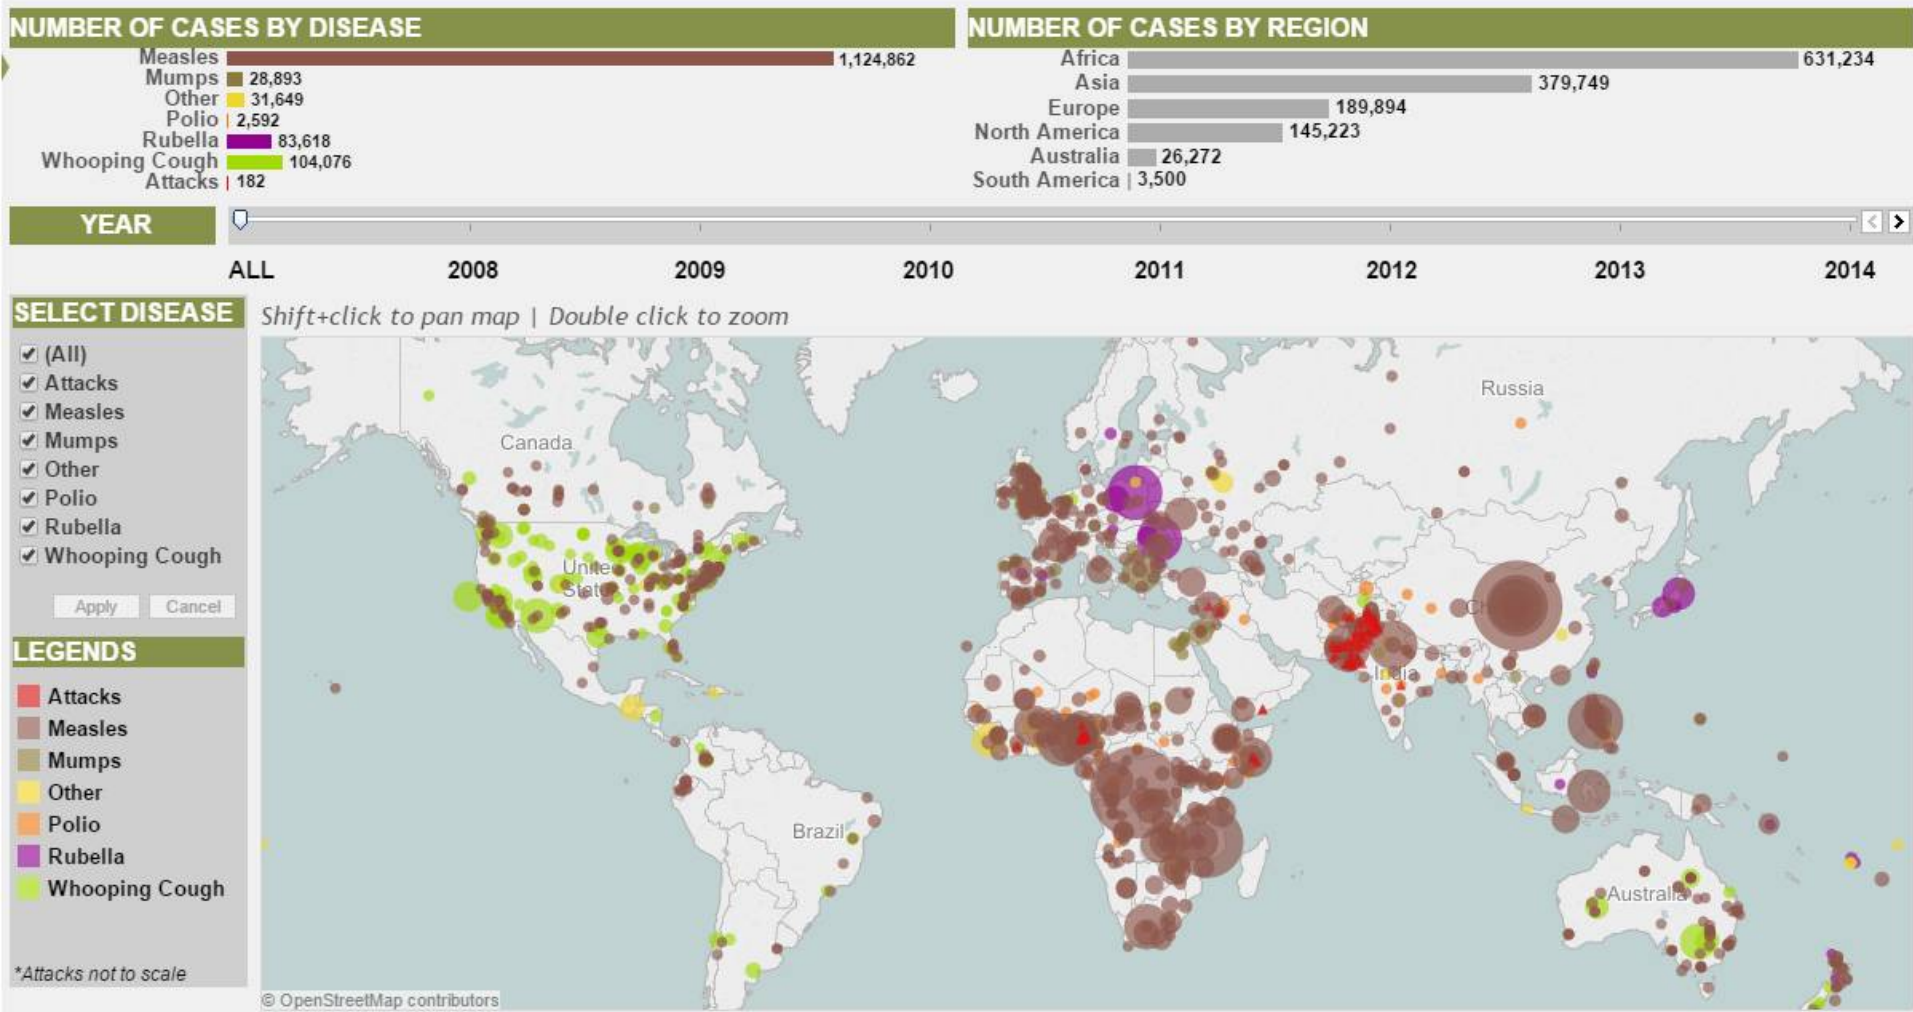 NUMBER OF CASES BY DISEASE
Measles 1,124,862
Mumps 28,893
Other 31,649
Polio 2,592
Rubella 83,618
Whooping Cough 104,076
Attacks 182
NUMBER OF CASES BY REGION
Africa 631,234
Asia 379,749
Europe 189,894
North America 145,223
Australia 26,272
South America 3,500
YEAR
< >
ALL 2008 2009 2010 2011 2012 2013 2014
SELECT DISEASE
(All)
Attacks
Measles
Mumps
Other
Polio
Rubella
Whooping Cough
Apply Cancel
LEGENDS
Attacks
Measles
Mumps
Other
Polio
Rubella
Whooping Cough
*Attacks not to scale
Shift+click to pan map | Double click to zoom
Russia
Canada
India
Brazil
Australia
© OpenStreetMap contributors